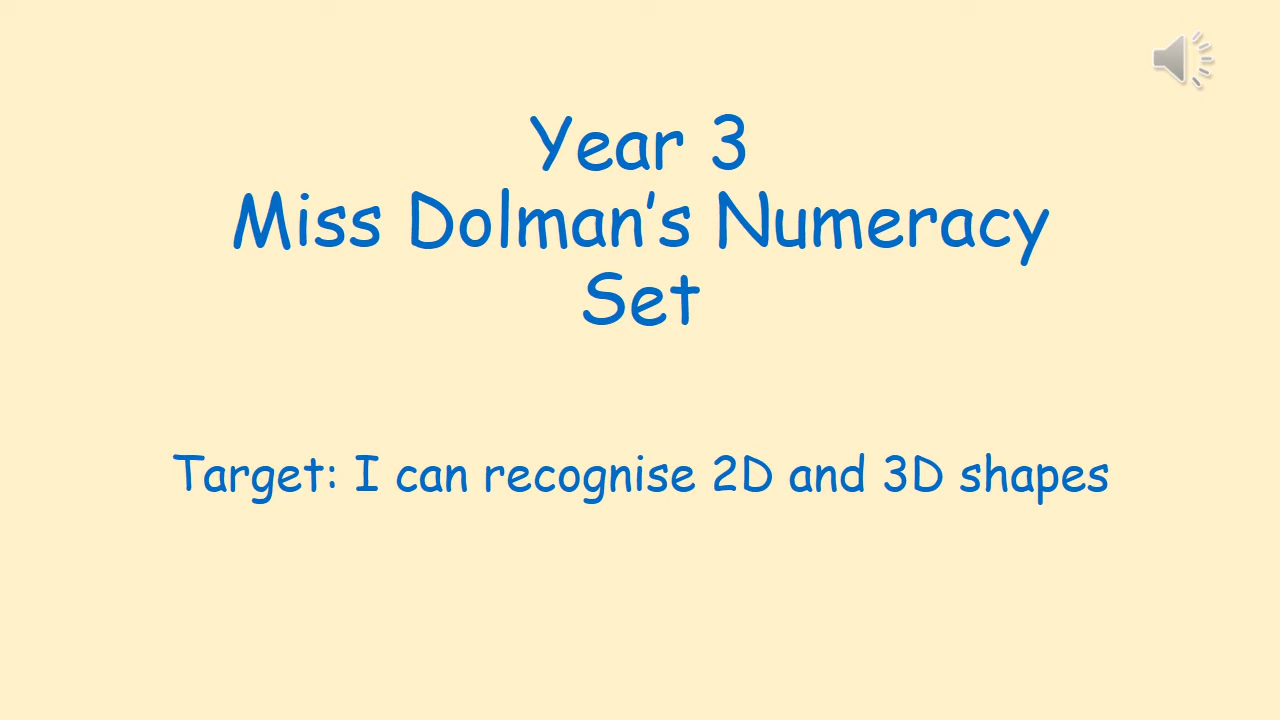 Year 3
Miss Dolman’s Numeracy
Set
Target: I can recognise 2D and 3D shapes